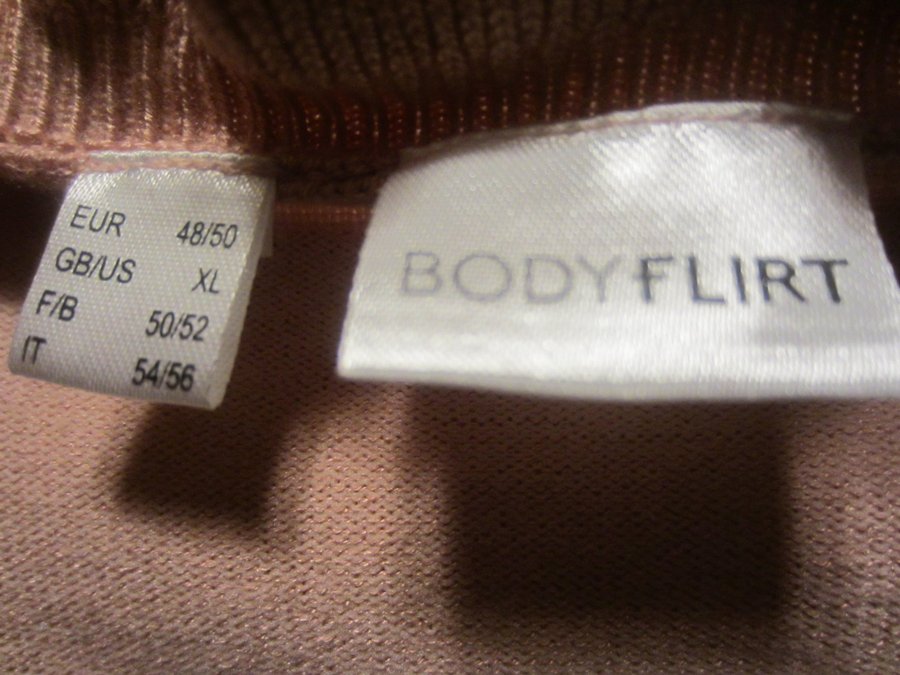 EUR 48/50
GB/US XL
F/B 50/52
IT 54/56
BODYFLIRT